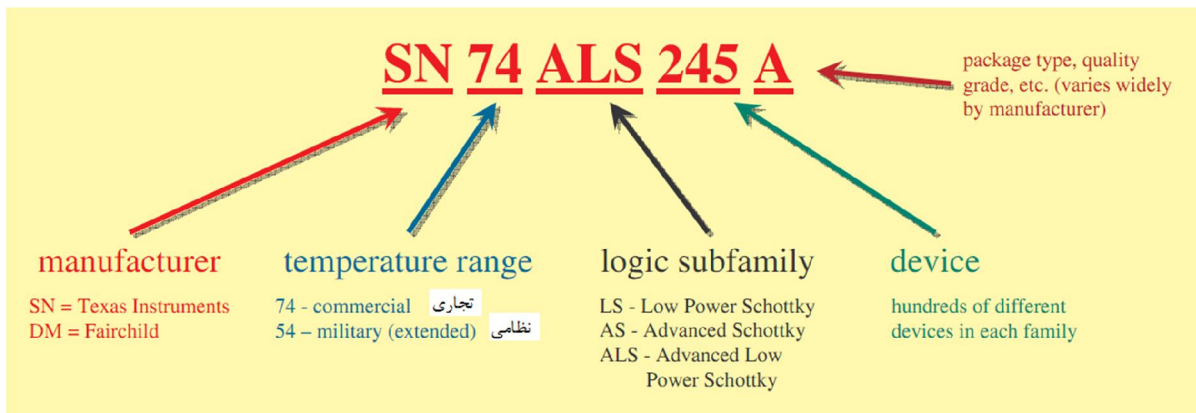 SN 74 ALS 245 A
package type, quality
grade, etc. (varies widely
by manufacturer)
manufacturer
SN = Texas Instruments
DM = Fairchild
temperature range
74 - commercial تجاری
54 – military (extended) نظامی
logic subfamily
LS - Low Power Schottky
AS - Advanced Schottky
ALS - Advanced Low
Power Schottky
device
hundreds of different
devices in each family